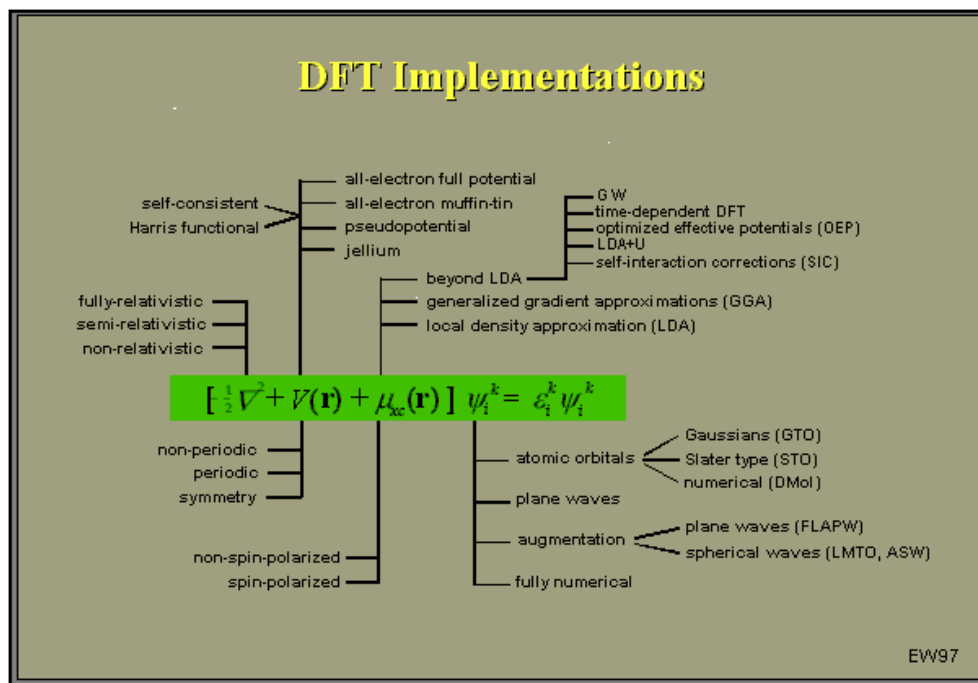 DFT Implementations
all-electron full potential
all-electron muffin-tin
pseudopotential
jellium
self-consistent
Harris functional
GW
time-dependent DFT
optimized effective potentials (OEP)
LDA+U
self-interaction corrections (SIC)
beyond LDA
generalized gradient approximations (GGA)
local density approximation (LDA)
fully-relativistic
semi-relativistic
non-relativistic
[-½ ∇² + V(r) + μ_xc(r) ] ψ_i^k = ε_i^k ψ_i^k
non-periodic
periodic
symmetry
non-spin-polarized
spin-polarized
atomic orbitals
Gaussians (GTO)
Slater type (STO)
numerical (DMol)
plane waves
augmentation
plane waves (FLAPW)
spherical waves (LMTO, ASW)
fully numerical
EW97